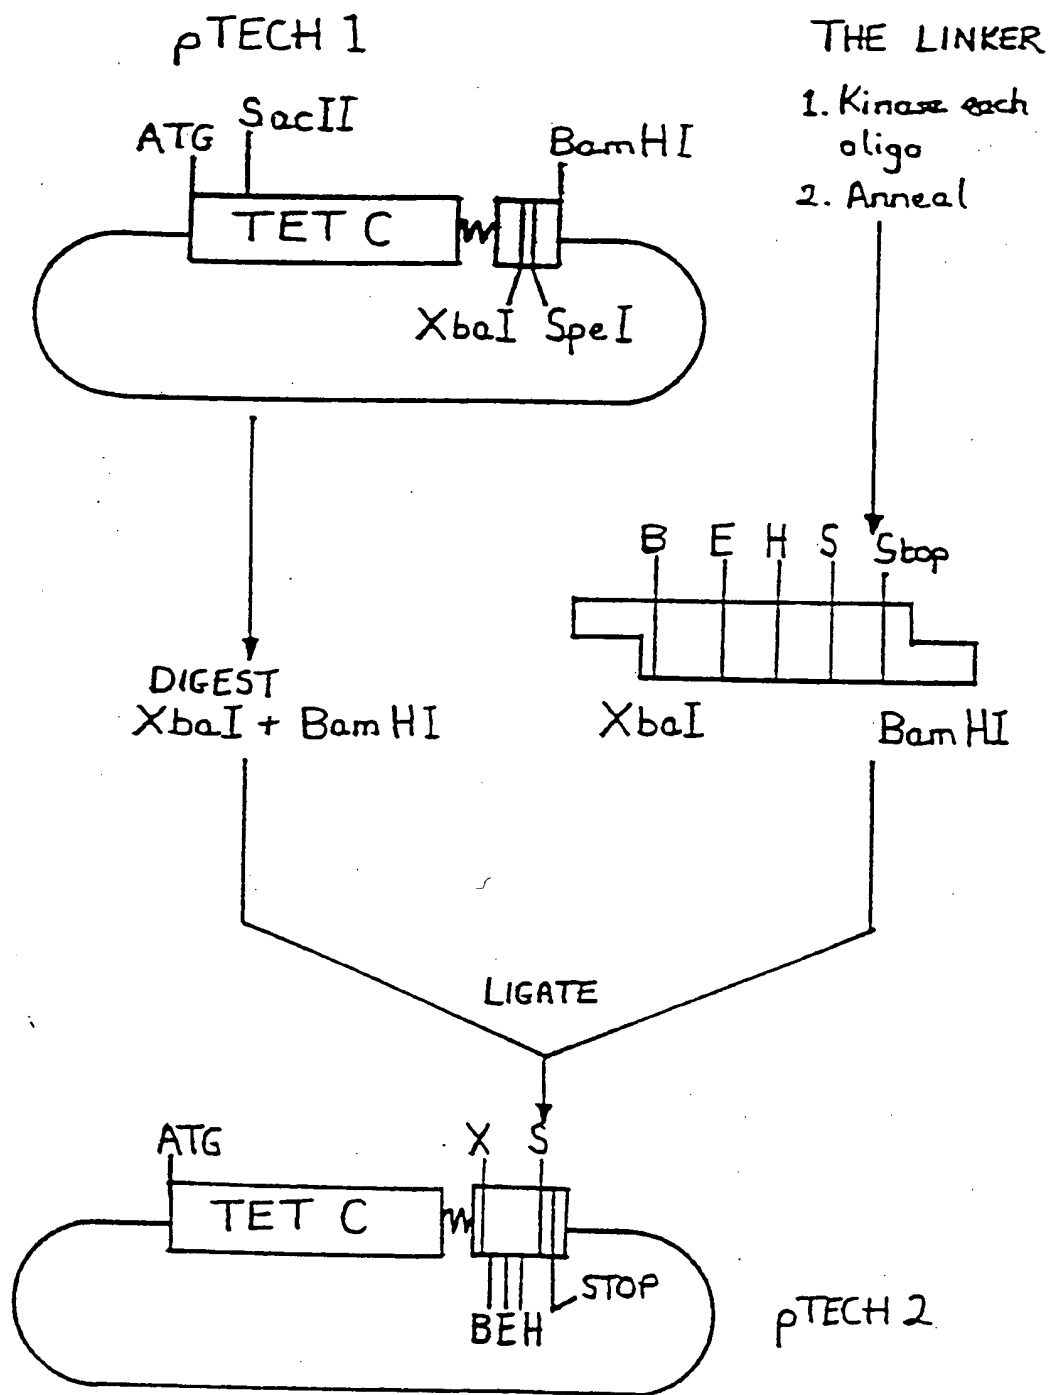 pTECH 1
THE LINKER
1. Kinase each
oligo
2. Anneal
ATG
SacII
BamHI
TET C
XbaI SpeI
B E H S Stop
XbaI
BamHI
DIGEST
XbaI + BamHI
LIGATE
ATG
X S
TET C
STOP
BEH
pTECH 2